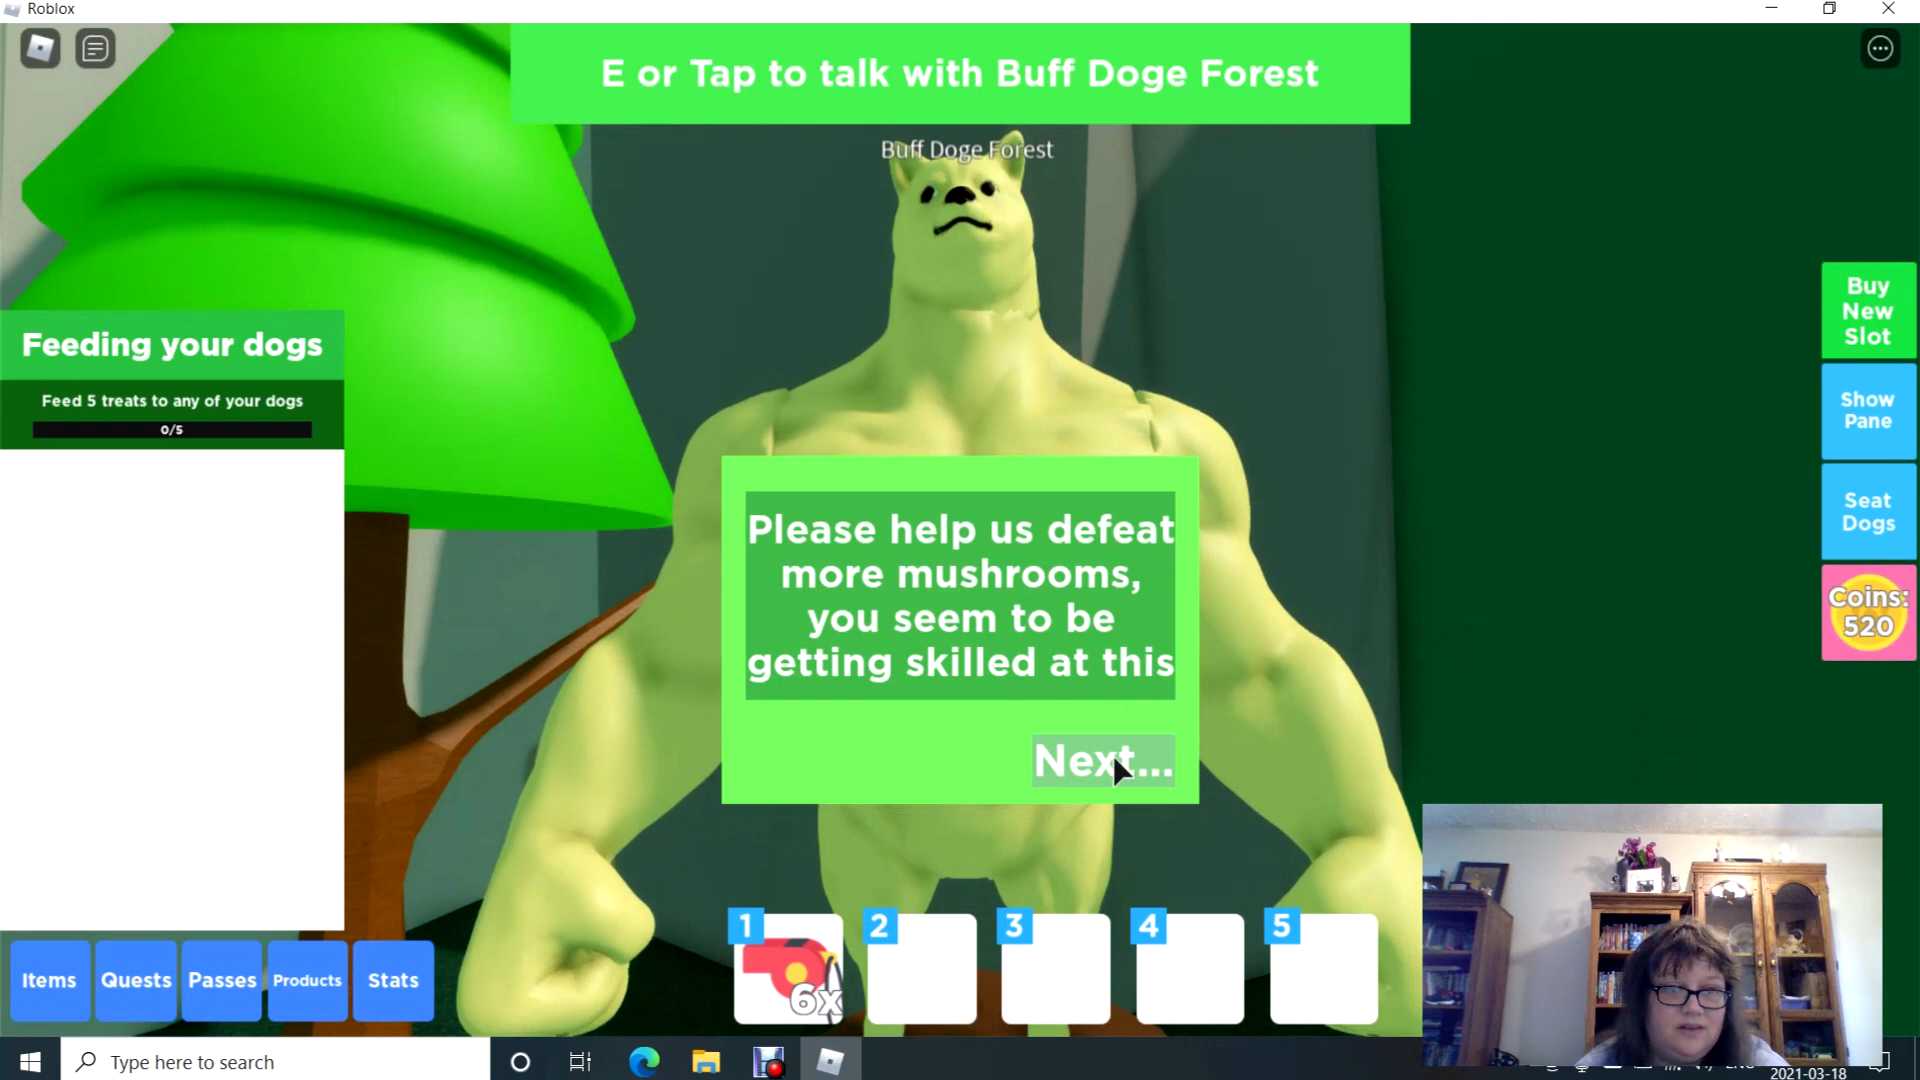 Roblox
E or Tap to talk with Buff Doge Forest
Buff Doge Forest
Feeding your dogs
Feed 5 treats to any of your dogs
0/5
Please help us defeat
more mushrooms,
you seem to be
getting skilled at this
Next...
Buy
New
Slot
Show
Pane
Seat
Dogs
Coins:
520
Items
Quests
Passes
Products
Stats
1
6x
2
3
4
5
Type here to search
2021-03-18